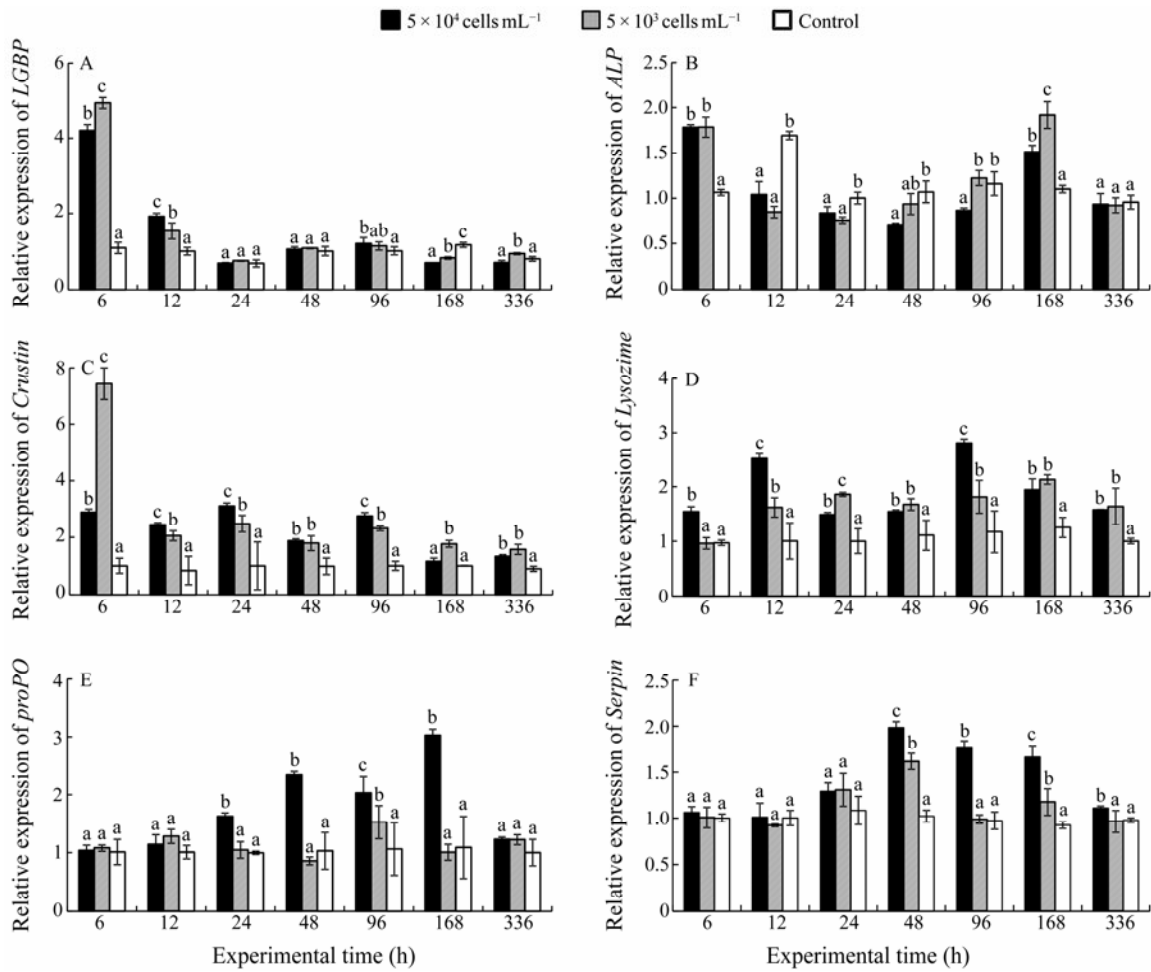 5 × 10⁴ cells mL⁻¹ 5 × 10³ cells mL⁻¹ Control
Relative expression of LGBP
A
6
4
2
0
b c a
c b a
a a a
a a a
b ab a
a b c
a b a
6 12 24 48 96 168 336
Relative expression of ALP
B
2.5
2.0
1.5
1.0
0.5
0
b b a
a a b
a a b
a ab b
a b b
b c a
a a a
6 12 24 48 96 168 336
Relative expression of Crustin
C
8
6
4
2
0
b c a
c b a
c b a
b b a
c b a
a b a
b b a
6 12 24 48 96 168 336
Relative expression of Lysozime
D
4
3
2
1
0
b a a
c b a
b c a
b b a
c b a
b b a
b b a
6 12 24 48 96 168 336
Relative expression of proPO
E
4
3
2
1
0
a a a
a a a
b a a
b a a
c b a
b a a
a a a
6 12 24 48 96 168 336
Experimental time (h)
Relative expression of Serpin
F
2.5
2.0
1.5
1.0
0.5
0
a a a
a a a
a a a
c b a
b a a
c b a
b a a
6 12 24 48 96 168 336
Experimental time (h)